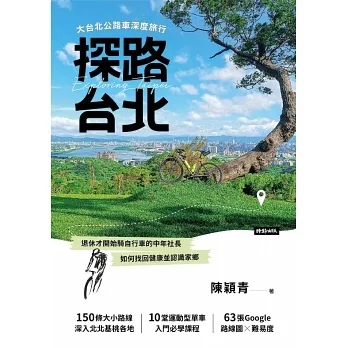 大台北公路車深度旅行
探路
Exploring Taipei
台北
時報出版
退休才開始騎自行車的中年社長
如何找回健康並認識家鄉
陳穎青 著
150條大小路線
深入北北基桃各地
10堂運動型單車
入門必學課程
63張Google
路線圖×難易度